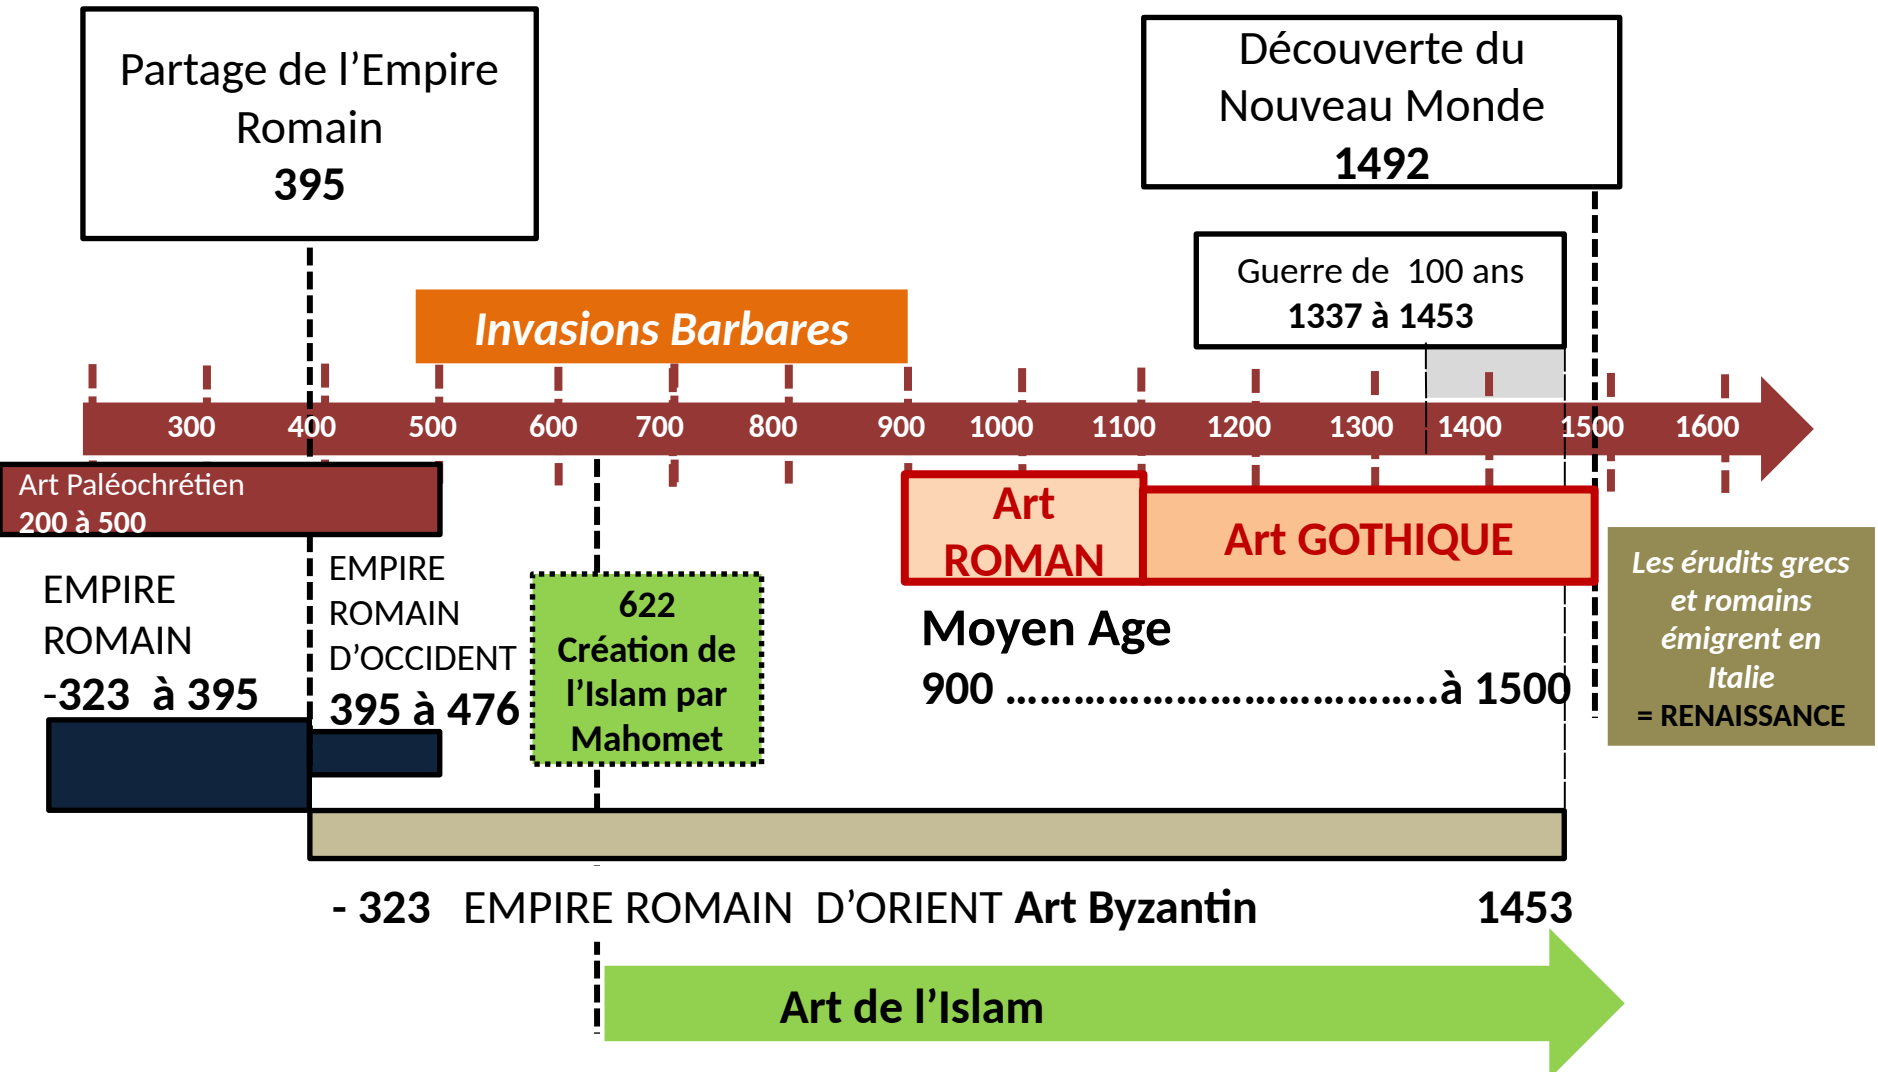 Partage de l’Empire
Romain
395
Découverte du
Nouveau Monde
1492
Guerre de  100 ans
1337 à 1453
Invasions Barbares
300 400 500 600 700 800 900 1000 1100 1200 1300 1400 1500 1600
Art Paléochrétien
200 à 500
Art
ROMAN
Art GOTHIQUE
EMPIRE
ROMAIN
-323  à 395
EMPIRE
ROMAIN
D’OCCIDENT
395 à 476
622
Création de
l’Islam par
Mahomet
Moyen Age
900 ………………………………..à 1500
Les érudits grecs
et romains
émigrent en
Italie
= RENAISSANCE
- 323   EMPIRE ROMAIN  D’ORIENT Art Byzantin 1453
Art de l’Islam